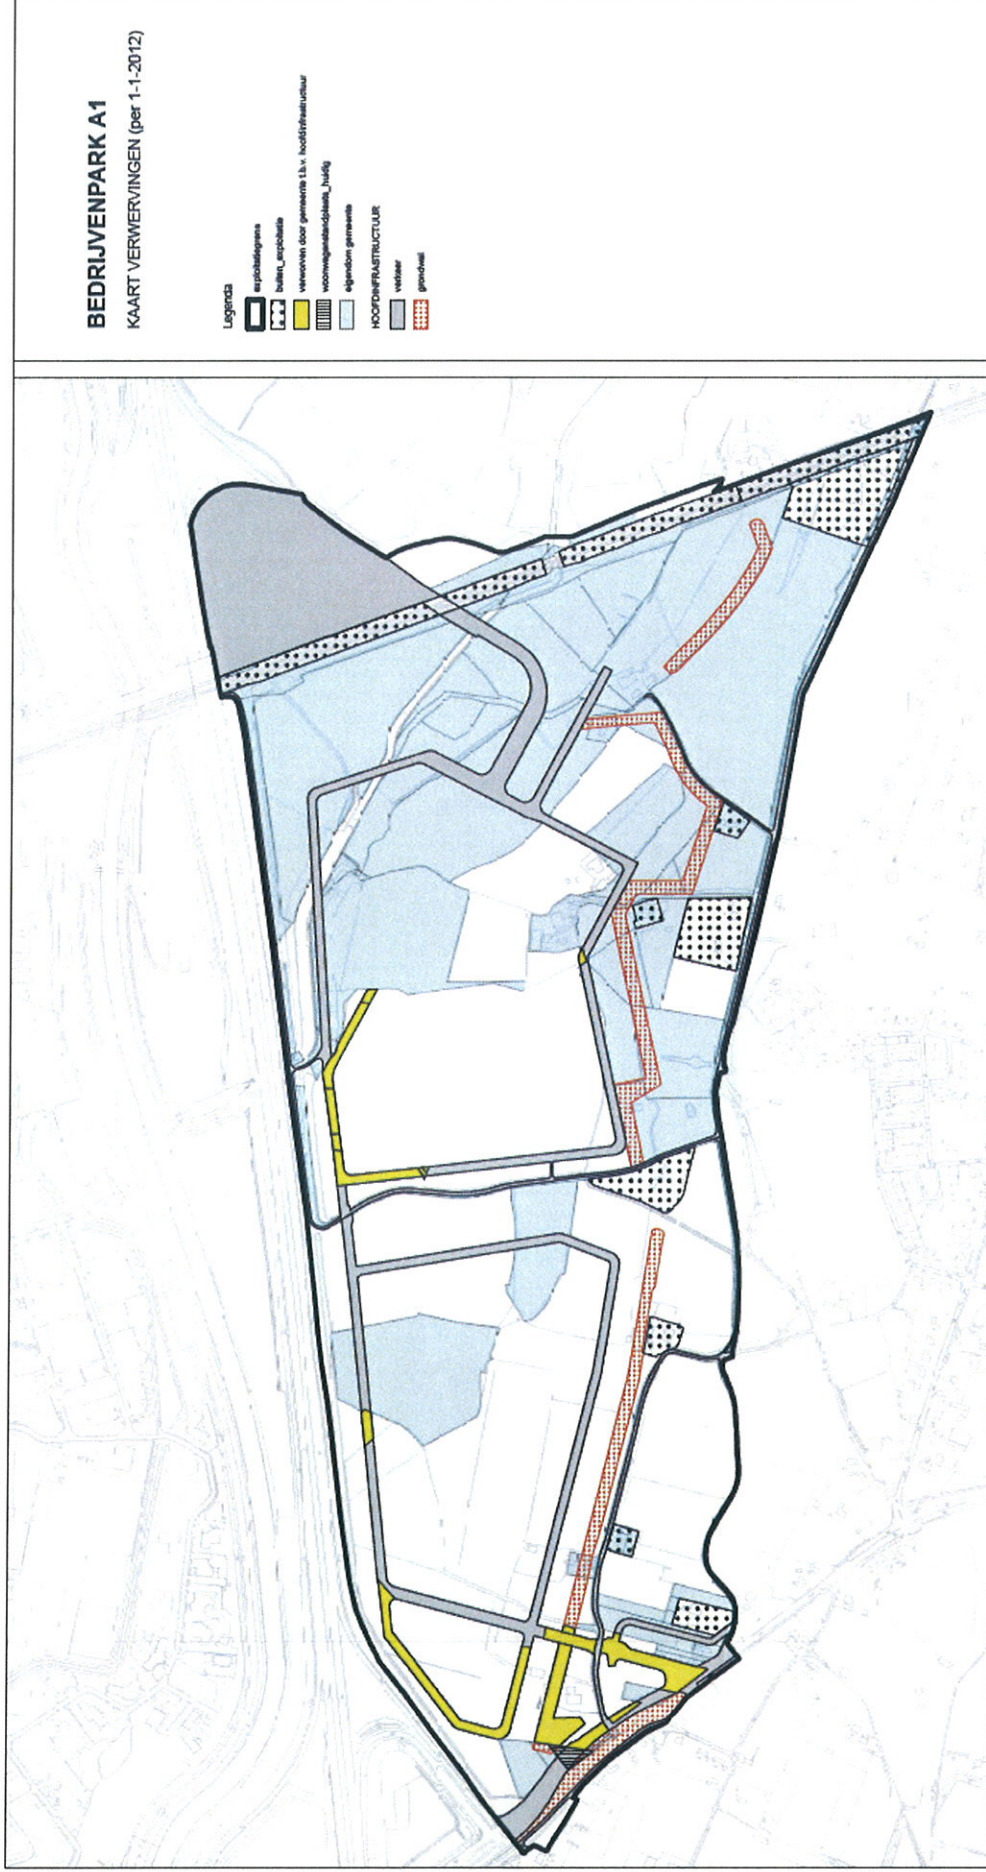 BEDRIJVENPARK A1
KAART VERWERVINGEN (per 1-1-2012)
Legenda
exploitatiegrens
buiten_exploitatie
verworven door gemeente t.b.v. hoofdinfrastructuur
woonwagenstandplaats_huidig
eigendom gemeente
HOOFDINFRASTRUCTUUR
verkeer
grondwal